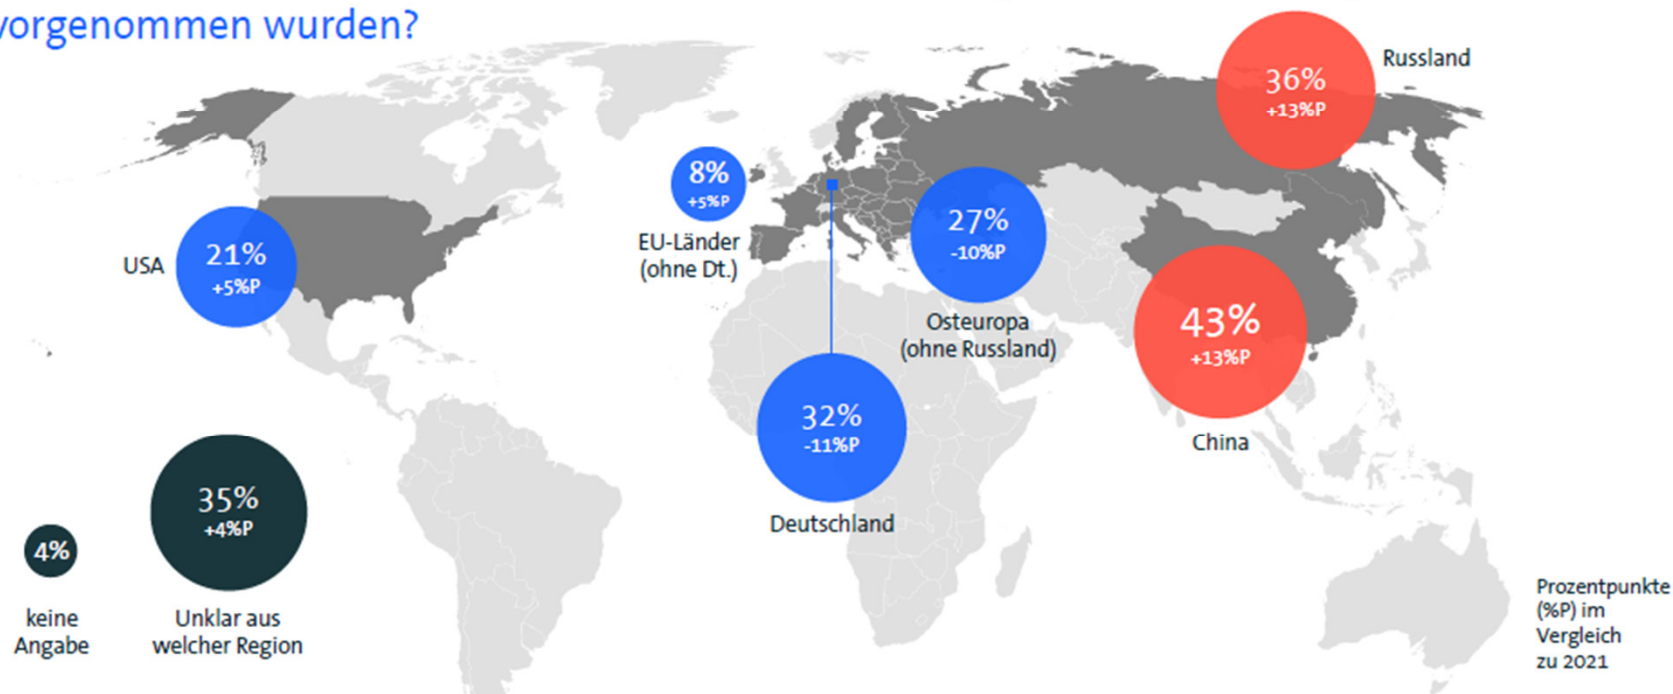 vorgenommen wurden?
Russland
36%
+13%P
8%
+5%P
EU-Länder
(ohne Dt.)
27%
-10%P
Osteuropa
(ohne Russland)
USA
21%
+5%P
43%
+13%P
China
32%
-11%P
Deutschland
35%
+4%P
Unklar aus
welcher Region
4%
keine
Angabe
Prozentpunkte
(%P) im
Vergleich
zu 2021